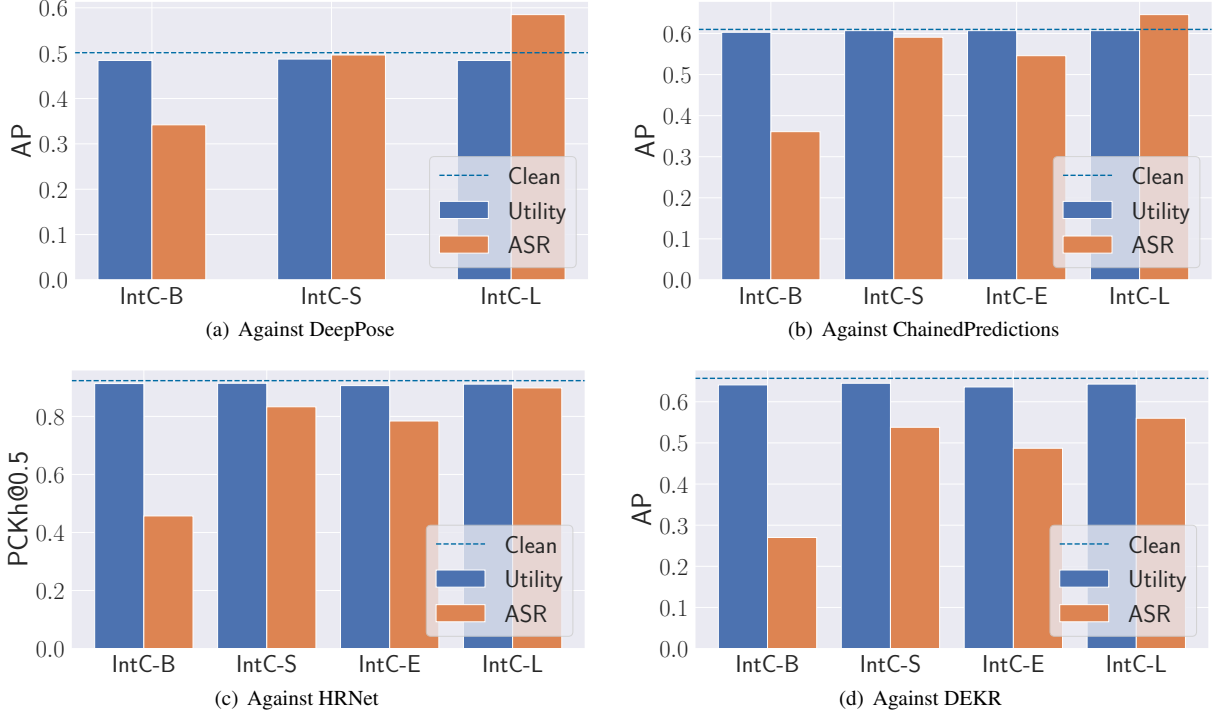 0.6
0.5
0.4
0.3
0.2
0.1
0.0
AP
Clean
Utility
ASR
IntC-B IntC-S IntC-L
(a) Against DeepPose
0.6
0.5
0.4
0.3
0.2
0.1
0.0
AP
Clean
Utility
ASR
IntC-B IntC-S IntC-E IntC-L
(b) Against ChainedPredictions
0.8
0.6
0.4
0.2
0.0
PCKh@0.5
Clean
Utility
ASR
IntC-B IntC-S IntC-E IntC-L
(c) Against HRNet
0.6
0.5
0.4
0.3
0.2
0.1
0.0
AP
Clean
Utility
ASR
IntC-B IntC-S IntC-E IntC-L
(d) Against DEKR